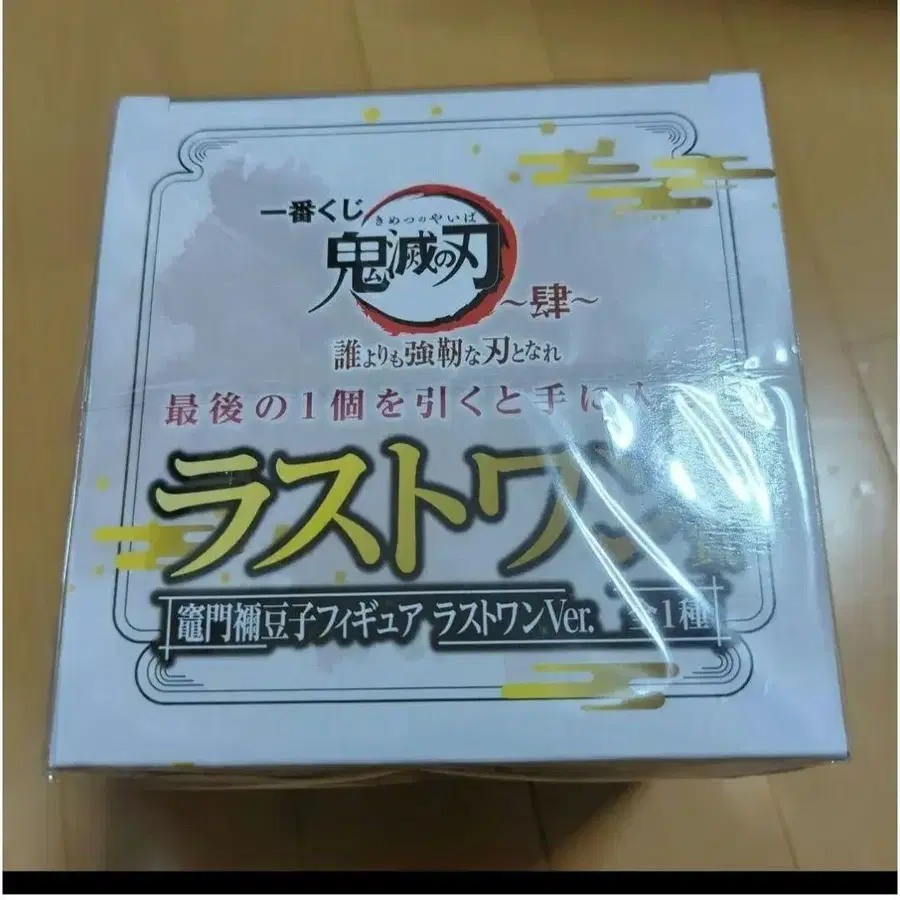 一番くじ
きめつのやいば
鬼滅の刃
～肆～
誰よりも強靭な刃となれ
最後の1個を引くと手に
ラストワン
竈門禰豆子フィギュア ラストワンVer. 全1種